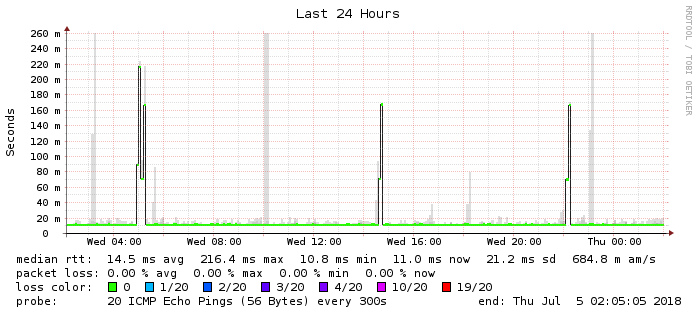 Last 24 Hours
RRDTOOL / TOBI OETIKER
Seconds
260 m
240 m
220 m
200 m
180 m
160 m
140 m
120 m
100 m
80 m
60 m
40 m
20 m
0
Wed 04:00 Wed 08:00 Wed 12:00 Wed 16:00 Wed 20:00 Thu 00:00
median rtt: 14.5 ms avg 216.4 ms max 10.8 ms min 11.0 ms now 21.2 ms sd 684.8 m am/s
packet loss: 0.00 % avg 0.00 % max 0.00 % min 0.00 % now
loss color: 0 1/20 2/20 3/20 4/20 10/20 19/20
probe: 20 ICMP Echo Pings (56 Bytes) every 300s end: Thu Jul 5 02:05:05 2018